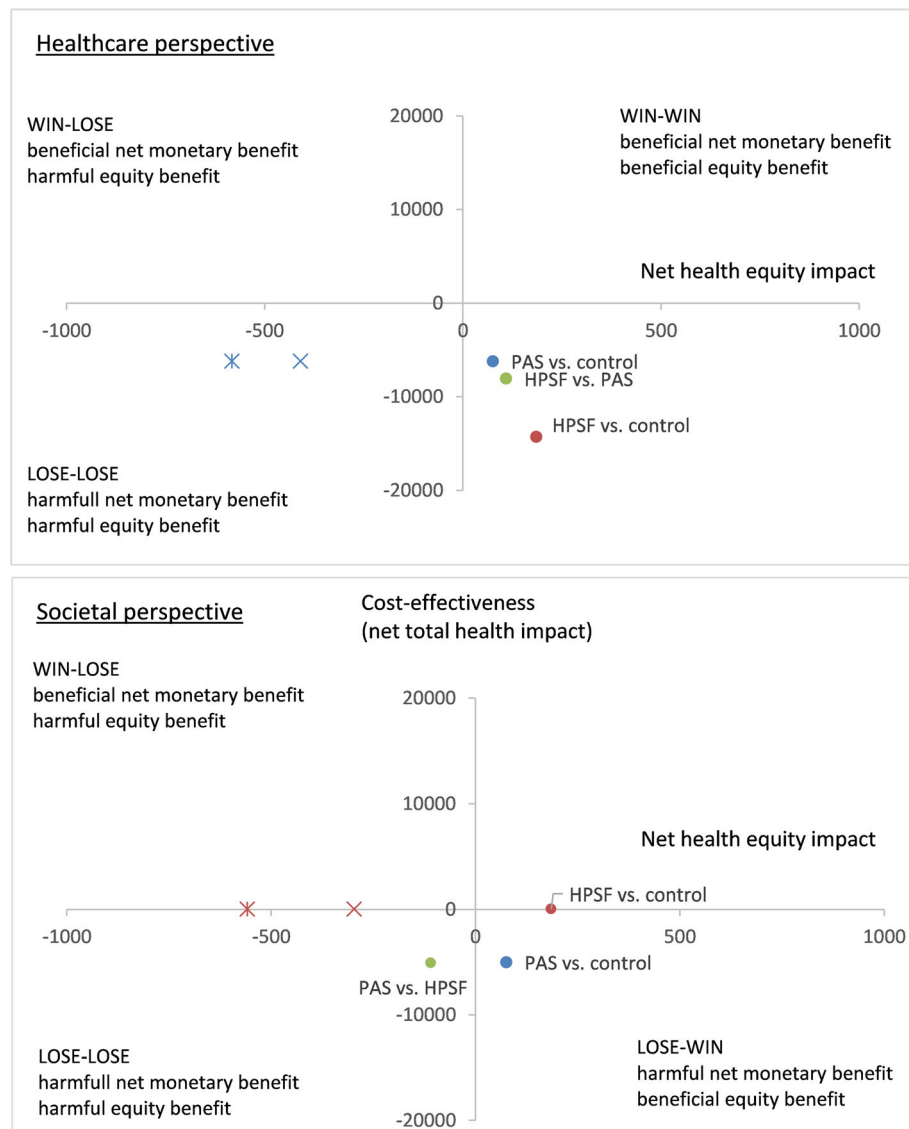 Healthcare perspective
WIN-LOSE
beneficial net monetary benefit
harmful equity benefit
20000
WIN-WIN
beneficial net monetary benefit
beneficial equity benefit
10000
Net health equity impact
0
-1000
-500
0
500
1000
PAS vs. control
HPSF vs. PAS
-10000
HPSF vs. control
LOSE-LOSE
harmfull net monetary benefit
harmful equity benefit
-20000
Societal perspective
Cost-effectiveness
(net total health impact)
WIN-LOSE
beneficial net monetary benefit
harmful equity benefit
20000
10000
Net health equity impact
HPSF vs. control
0
-1000
-500
0
500
1000
PAS vs. control
PAS vs. HPSF
-10000
LOSE-LOSE
harmfull net monetary benefit
harmful equity benefit
LOSE-WIN
harmful net monetary benefit
beneficial equity benefit
-20000